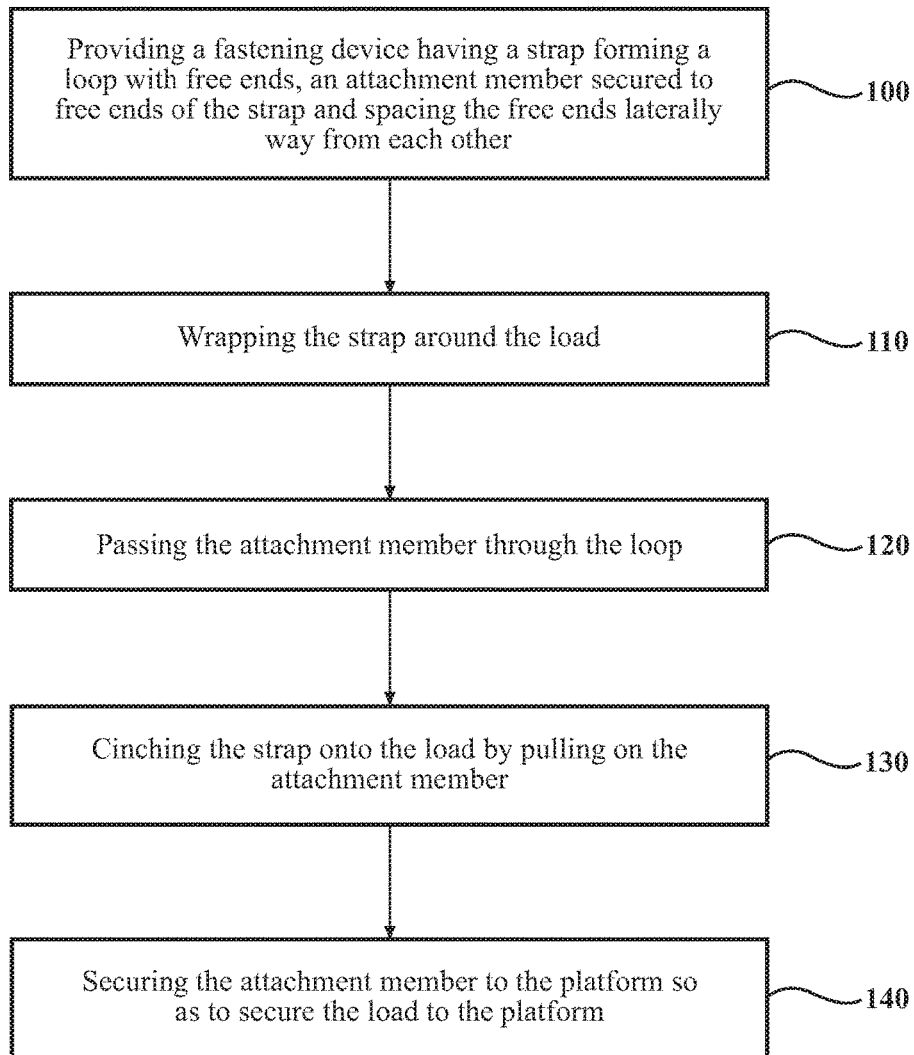 Providing a fastening device having a strap forming a
loop with free ends, an attachment member secured to
free ends of the strap and spacing the free ends laterally
way from each other
100
Wrapping the strap around the load
110
Passing the attachment member through the loop
120
Cinching the strap onto the load by pulling on the
attachment member
130
Securing the attachment member to the platform so
as to secure the load to the platform
140